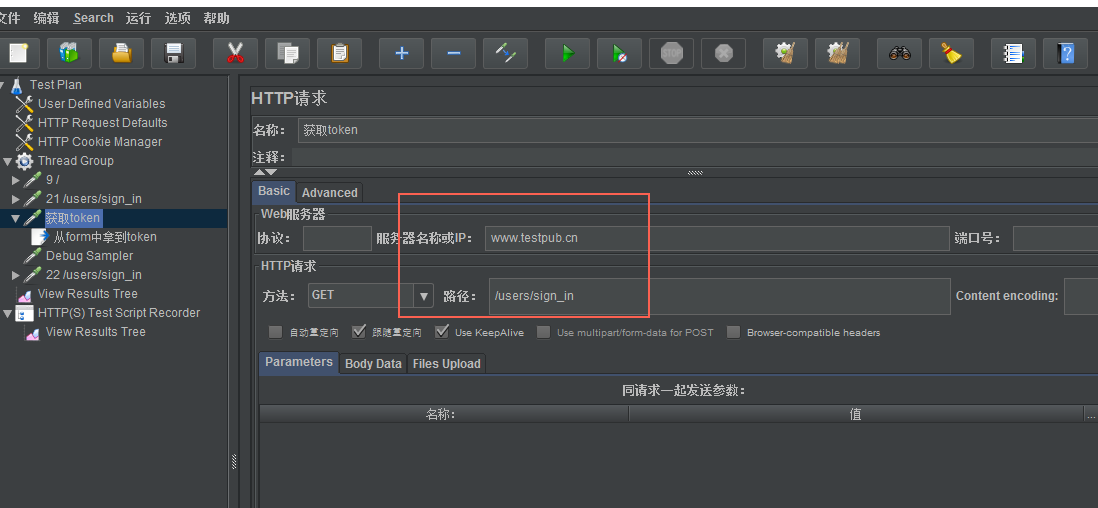 文件 编辑 Search 运行 选项 帮助
STOP
Test Plan
User Defined Variables
HTTP Request Defaults
HTTP Cookie Manager
Thread Group
9 /
21 /users/sign_in
获取token
从form中拿到token
Debug Sampler
22 /users/sign_in
View Results Tree
HTTP(S) Test Script Recorder
View Results Tree
HTTP请求
名称： 获取token
注释：
Basic Advanced
Web服务器
协议： 服务器名称或IP： www.testpub.cn 端口号：
HTTP请求
方法： GET 路径： /users/sign_in Content encoding:
自动重定向 跟随重定向 Use KeepAlive Use multipart/form-data for POST Browser-compatible headers
Parameters Body Data Files Upload
同请求一起发送参数：
名称： 值 ...